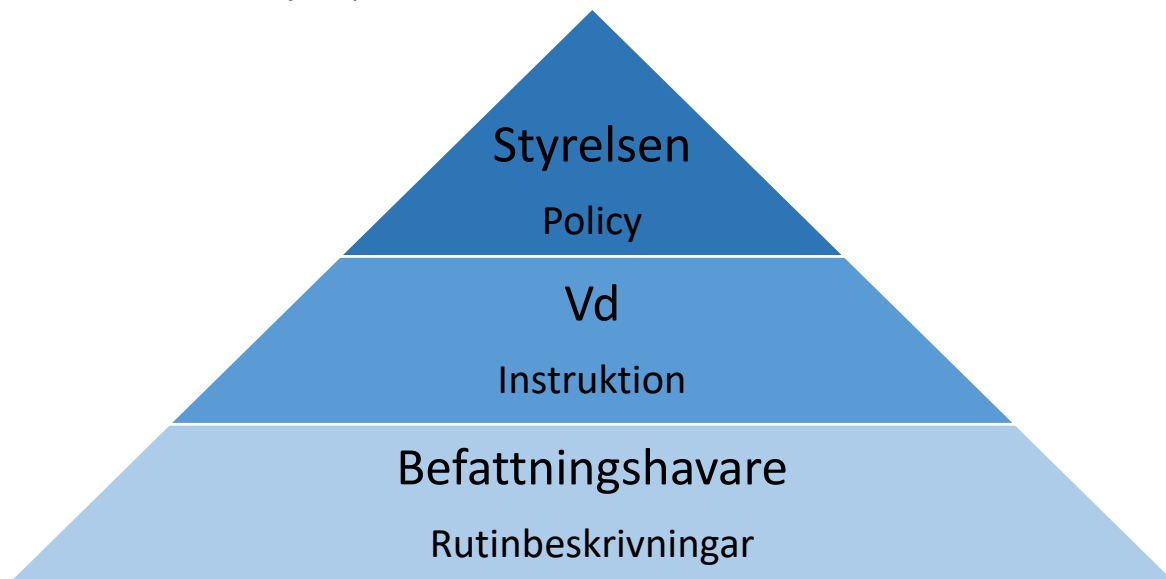 Styrelsen
Policy
Vd
Instruktion
Befattningshavare
Rutinbeskrivningar